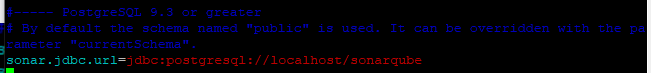 #----- PostgreSQL 9.3 or greater
# By default the schema named "public" is used. It can be overridden with the pa
rameter "currentSchema".
sonar.jdbc.url=jdbc:postgresql://localhost/sonarqube